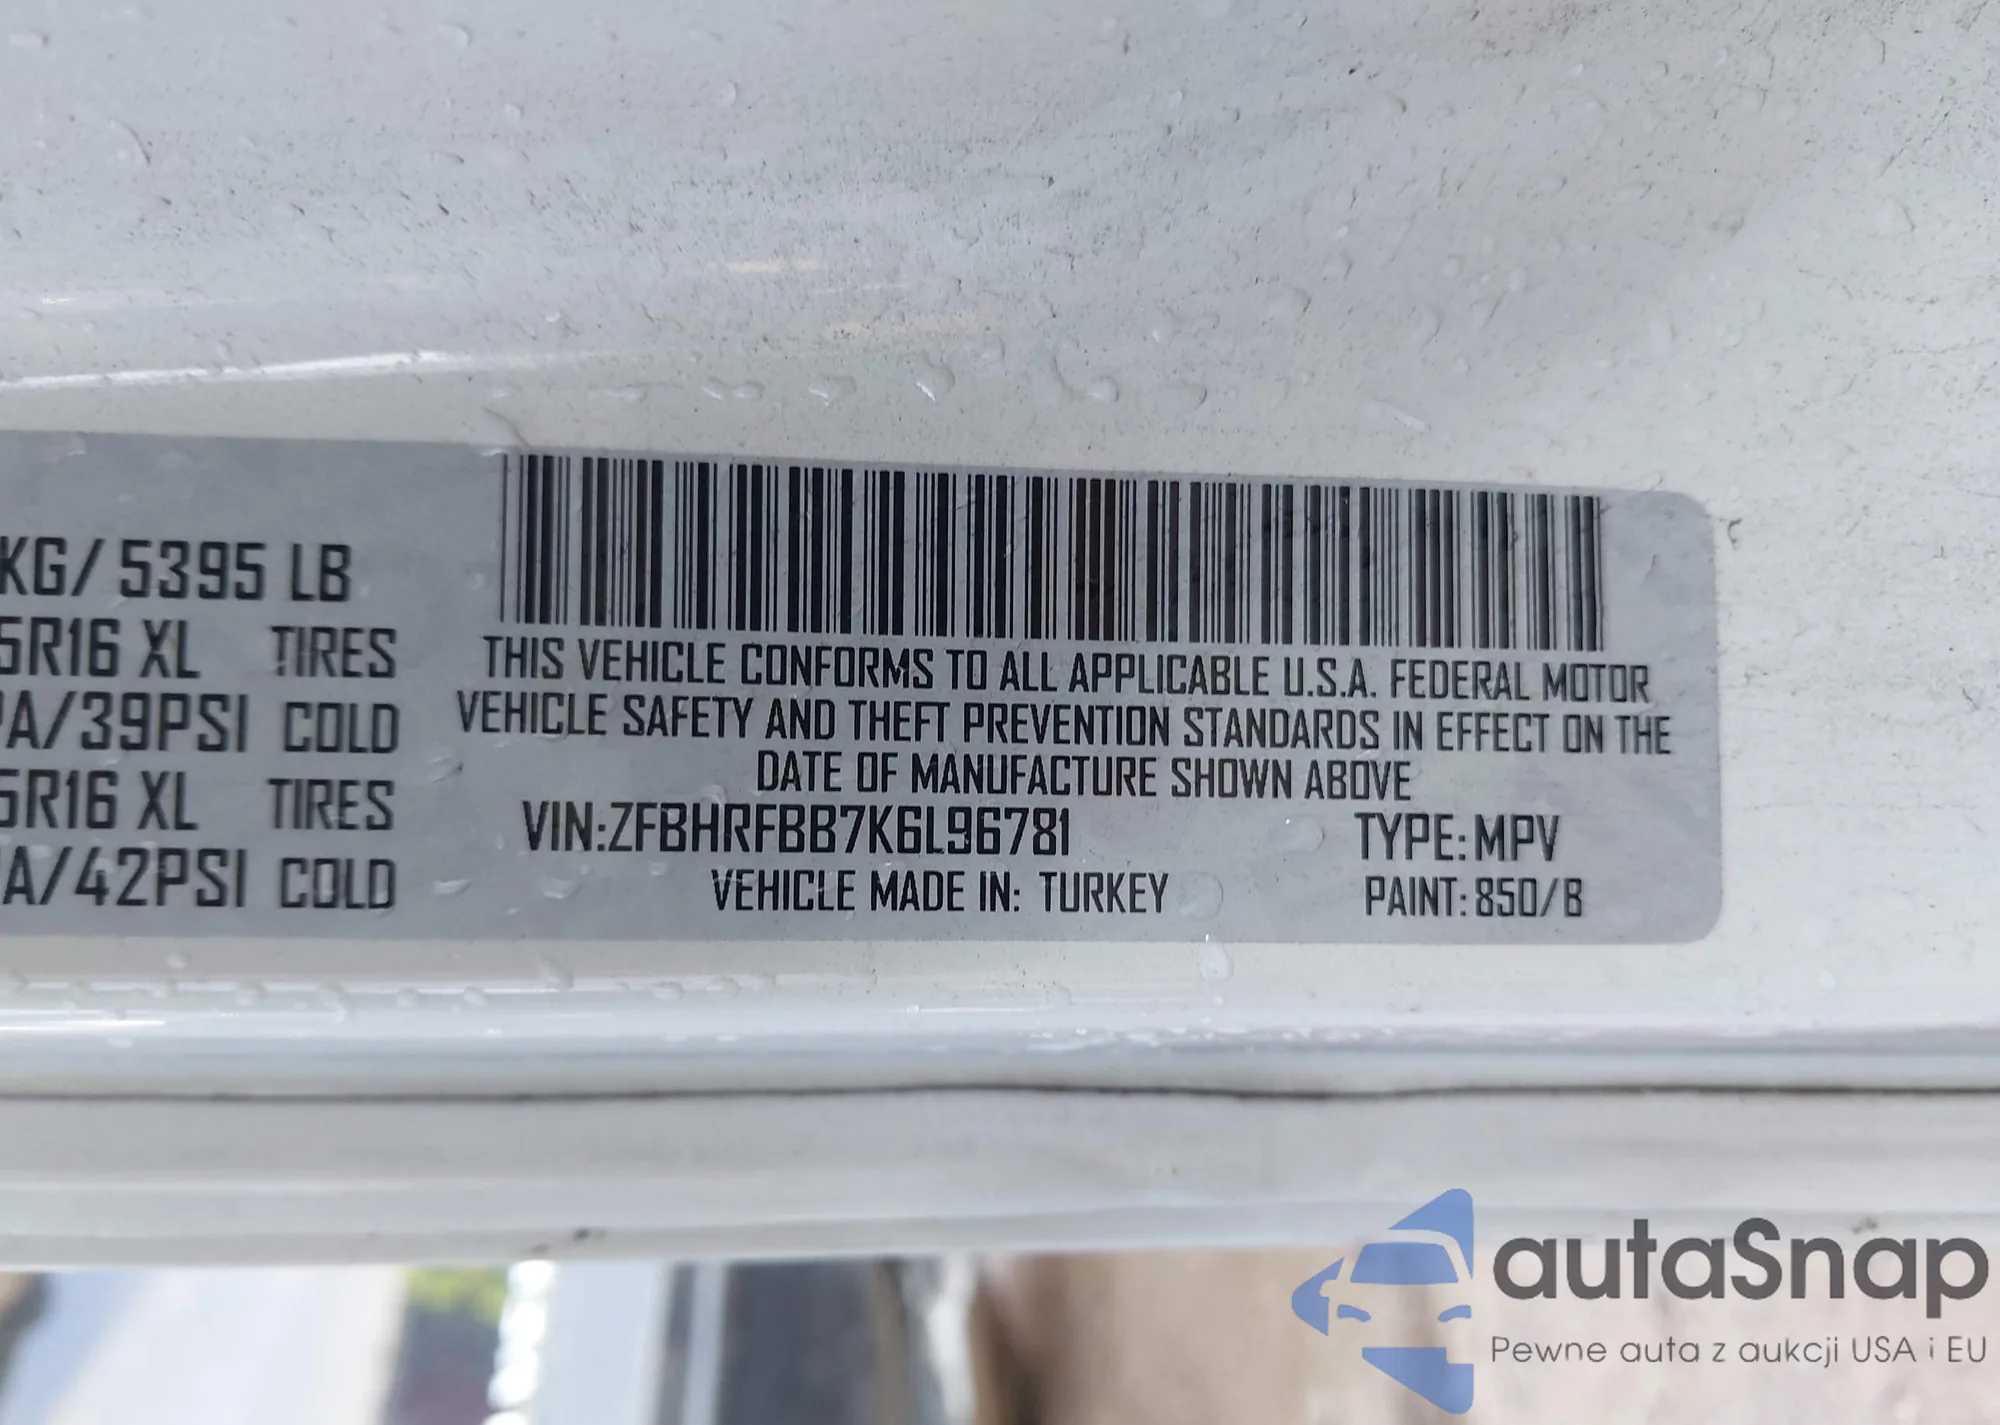 KG/5395 LB
5R16 XL TIRES
PA/39PSI COLD
5R16 XL TIRES
A/42PSI COLD
THIS VEHICLE CONFORMS TO ALL APPLICABLE U.S.A. FEDERAL MOTOR
VEHICLE SAFETY AND THEFT PREVENTION STANDARDS IN EFFECT ON THE
DATE OF MANUFACTURE SHOWN ABOVE
VIN:ZFBHRFBB7K6L96781 TYPE:MPV
VEHICLE MADE IN: TURKEY PAINT:850/B
autaSnap
Pewne auta z aukcji USA i EU